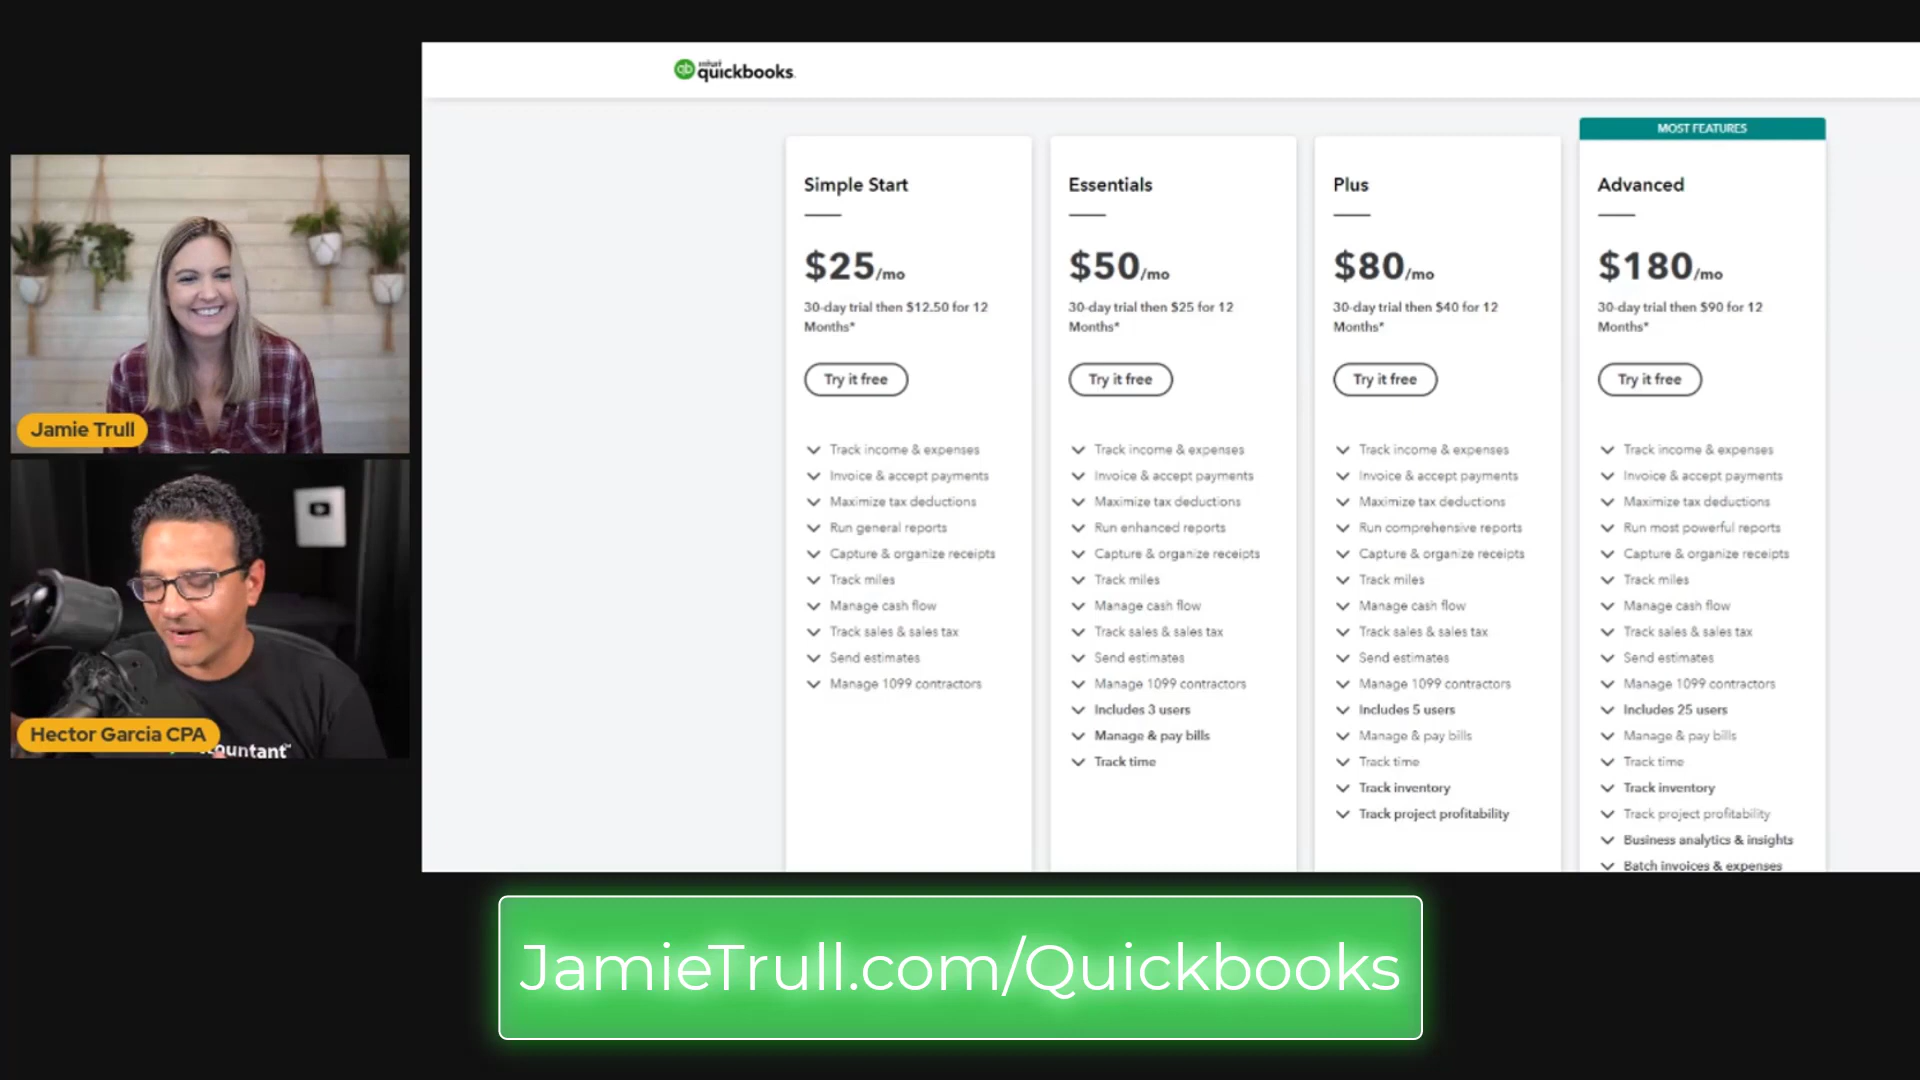 intuit
quickbooks.
MOST FEATURES
Simple Start
$25/mo
30-day trial then $12.50 for 12
Months*
Try it free
Track income & expenses
Invoice & accept payments
Maximize tax deductions
Run general reports
Capture & organize receipts
Track miles
Manage cash flow
Track sales & sales tax
Send estimates
Manage 1099 contractors
Essentials
$50/mo
30-day trial then $25 for 12
Months*
Try it free
Track income & expenses
Invoice & accept payments
Maximize tax deductions
Run enhanced reports
Capture & organize receipts
Track miles
Manage cash flow
Track sales & sales tax
Send estimates
Manage 1099 contractors
Includes 3 users
Manage & pay bills
Track time
Plus
$80/mo
30-day trial then $40 for 12
Months*
Try it free
Track income & expenses
Invoice & accept payments
Maximize tax deductions
Run comprehensive reports
Capture & organize receipts
Track miles
Manage cash flow
Track sales & sales tax
Send estimates
Manage 1099 contractors
Includes 5 users
Manage & pay bills
Track time
Track inventory
Track project profitability
Advanced
$180/mo
30-day trial then $90 for 12
Months*
Try it free
Track income & expenses
Invoice & accept payments
Maximize tax deductions
Run most powerful reports
Capture & organize receipts
Track miles
Manage cash flow
Track sales & sales tax
Send estimates
Manage 1099 contractors
Includes 25 users
Manage & pay bills
Track time
Track inventory
Track project profitability
Business analytics & insights
Batch invoices & expenses
Jamie Trull
Hector Garcia CPA
JamieTrull.com/Quickbooks